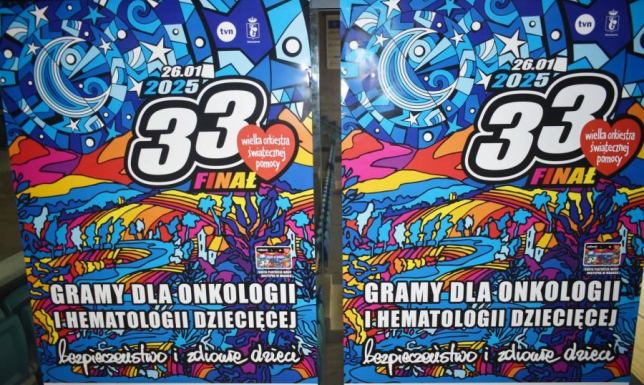 tvn
26.01
2025
33
FINAŁ
wielka orkiestra
świątecznej
pomocy
GRAMY DLA ONKOLOGII
I HEMATOLOGII DZIECIĘCEJ
bezpieczeństwo i zdrowie dzieci
tvn
26.01
2025
33
FINAŁ
wielka orkiestra
świątecznej
pomocy
GRAMY DLA ONKOLOGII
I HEMATOLOGII DZIECIĘCEJ
bezpieczeństwo i zdrowie dzieci